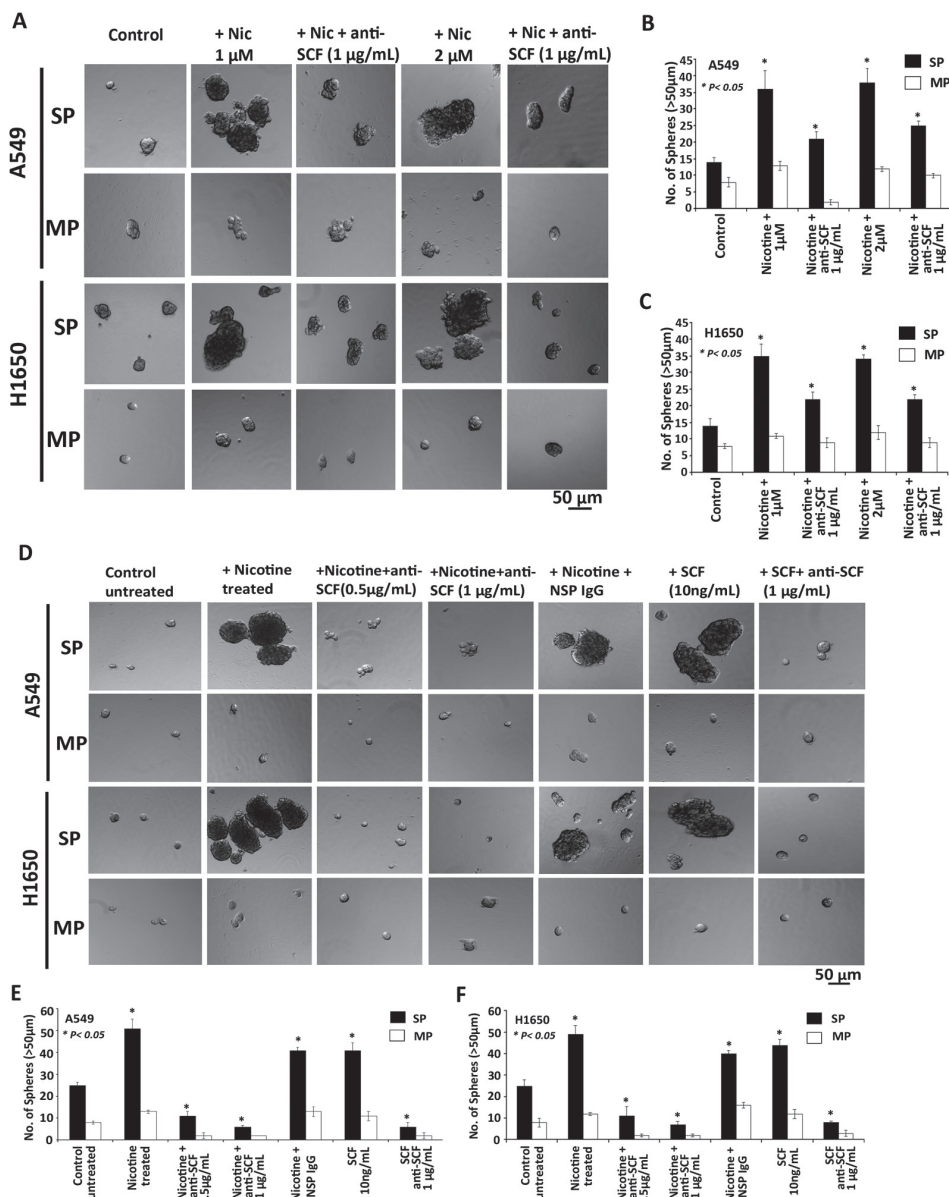 A
Control
+ Nic
1 μM
+ Nic + anti-
SCF (1 μg/mL)
+ Nic
2 μM
+ Nic + anti-
SCF (1 μg/mL)
A549
SP
MP
H1650
SP
MP
50 μm
B
A549
* P< 0.05
SP
MP
No. of Spheres (>50μm)
45
40
35
30
25
20
15
10
5
0
*
*
*
*
Control
Nicotine +
1μM
Nicotine +
anti-SCF
1 μg/mL
Nicotine +
2μM
Nicotine +
anti-SCF
1 μg/mL
C
H1650
* P< 0.05
SP
MP
No. of Spheres (>50μm)
45
40
35
30
25
20
15
10
5
0
*
*
*
*
Control
Nicotine +
1μM
Nicotine +
anti-SCF
1 μg/mL
Nicotine +
2μM
Nicotine +
anti-SCF
1 μg/mL
D
Control
untreated
+ Nicotine
treated
+Nicotine+anti-
SCF(0.5μg/mL)
+Nicotine+anti-
SCF (1 μg/mL)
+ Nicotine +
NSP IgG
+ SCF
(10ng/mL)
+ SCF+ anti-SCF
(1 μg/mL)
A549
SP
MP
H1650
SP
MP
50 μm
E
A549
* P< 0.05
SP
MP
No. of Spheres (>50μm)
60
50
40
30
20
10
0
*
*
*
*
*
*
Control
untreated
Nicotine
treated
Nicotine +
anti-SCF
0.5μg/mL
Nicotine +
anti-SCF
1 μg/mL
Nicotine +
NSP IgG
SCF
10ng/mL
SCF
anti-SCF
1 μg/mL
F
H1650
* P< 0.05
SP
MP
No. of Spheres (>50μm)
60
50
40
30
20
10
0
*
*
*
*
*
*
Control
untreated
Nicotine
treated
Nicotine +
anti-SCF
Nicotine +
anti-SCF
1 μg/mL
Nicotine +
NSP IgG
SCF
10ng/mL
SCF
anti-SCF
1 μg/mL